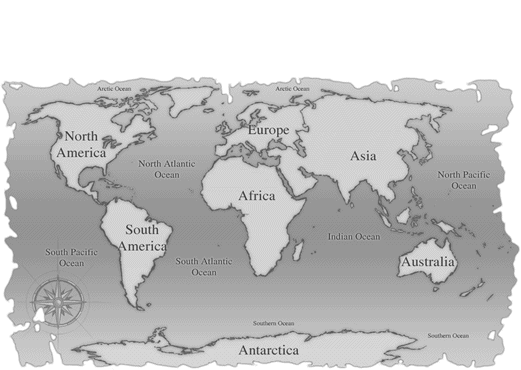 Arctic Ocean
Arctic Ocean
North
America
Europe
Asia
North Atlantic
Ocean
North Pacific
Ocean
Africa
South
America
Indian Ocean
South Pacific
Ocean
South Atlantic
Ocean
Australia
Southern Ocean
Southern Ocean
Antarctica